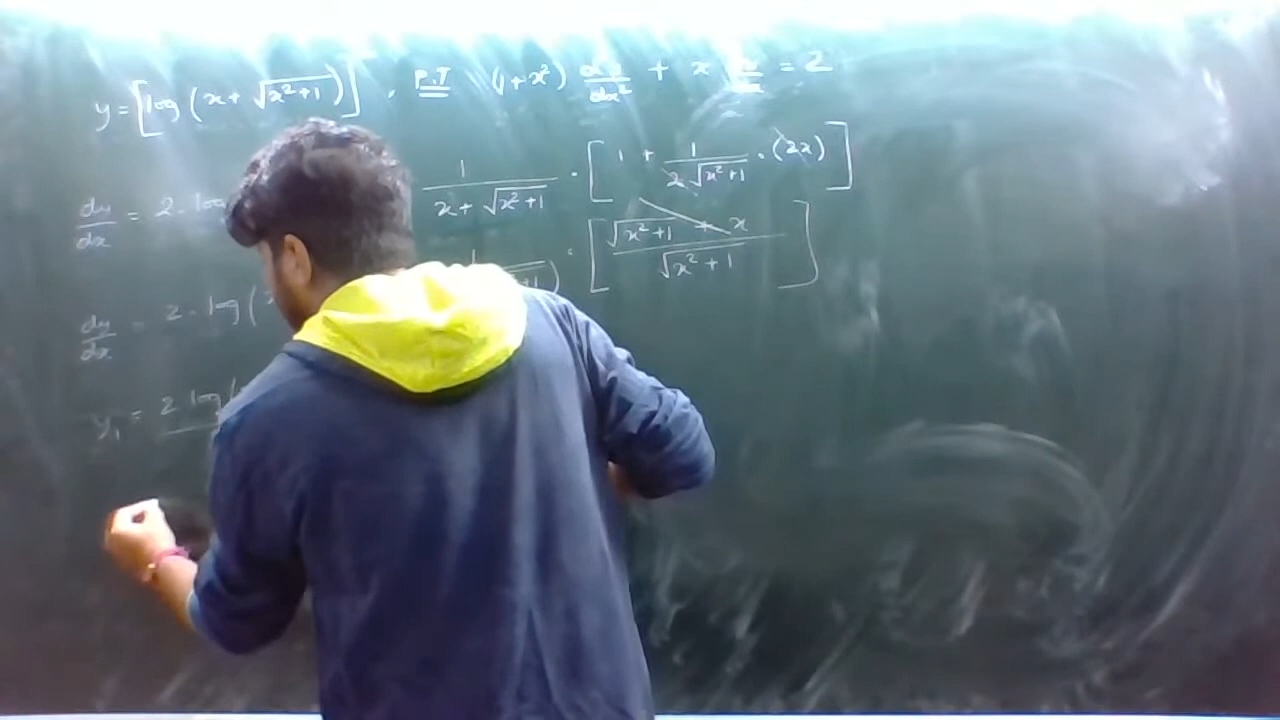 y = [log (x + √(x²+1))]² , P.T (1+x²) d²y/dx² + x dy/dx = 2
dy/dx = 2 . log 1/(x + √(x²+1)) . [1 + 1/(2√(x²+1)) . (2x)]
dy/dx = 2 . log ( . [(√(x²+1) + x)/√(x²+1)]
y₁ = 2 log (